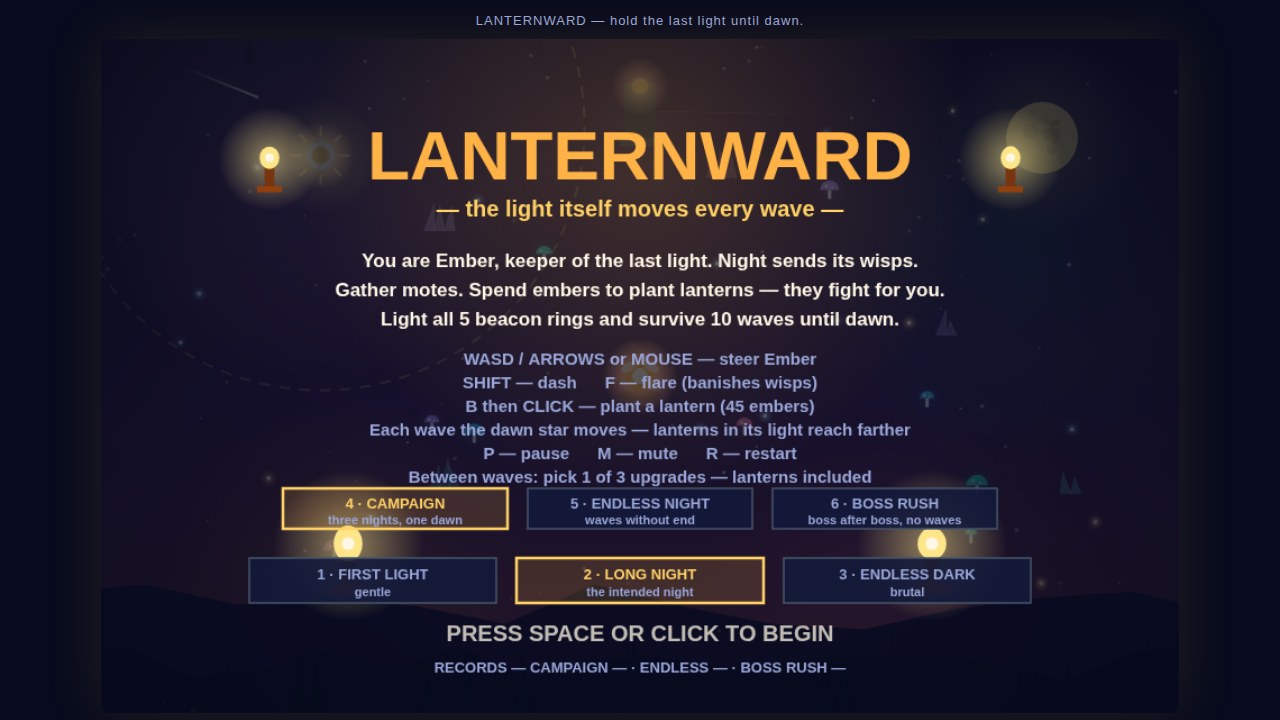 LANTERNWARD — hold the last light until dawn.
LANTERNWARD
— the light itself moves every wave —
You are Ember, keeper of the last light. Night sends its wisps.
Gather motes. Spend embers to plant lanterns — they fight for you.
Light all 5 beacon rings and survive 10 waves until dawn.
WASD / ARROWS or MOUSE — steer Ember
SHIFT — dash F — flare (banishes wisps)
B then CLICK — plant a lantern (45 embers)
Each wave the dawn star moves — lanterns in its light reach farther
P — pause M — mute R — restart
Between waves: pick 1 of 3 upgrades — lanterns included
4 · CAMPAIGN
three nights, one dawn
5 · ENDLESS NIGHT
waves without end
6 · BOSS RUSH
boss after boss, no waves
1 · FIRST LIGHT
gentle
2 · LONG NIGHT
the intended night
3 · ENDLESS DARK
brutal
PRESS SPACE OR CLICK TO BEGIN
RECORDS — CAMPAIGN — · ENDLESS — · BOSS RUSH —